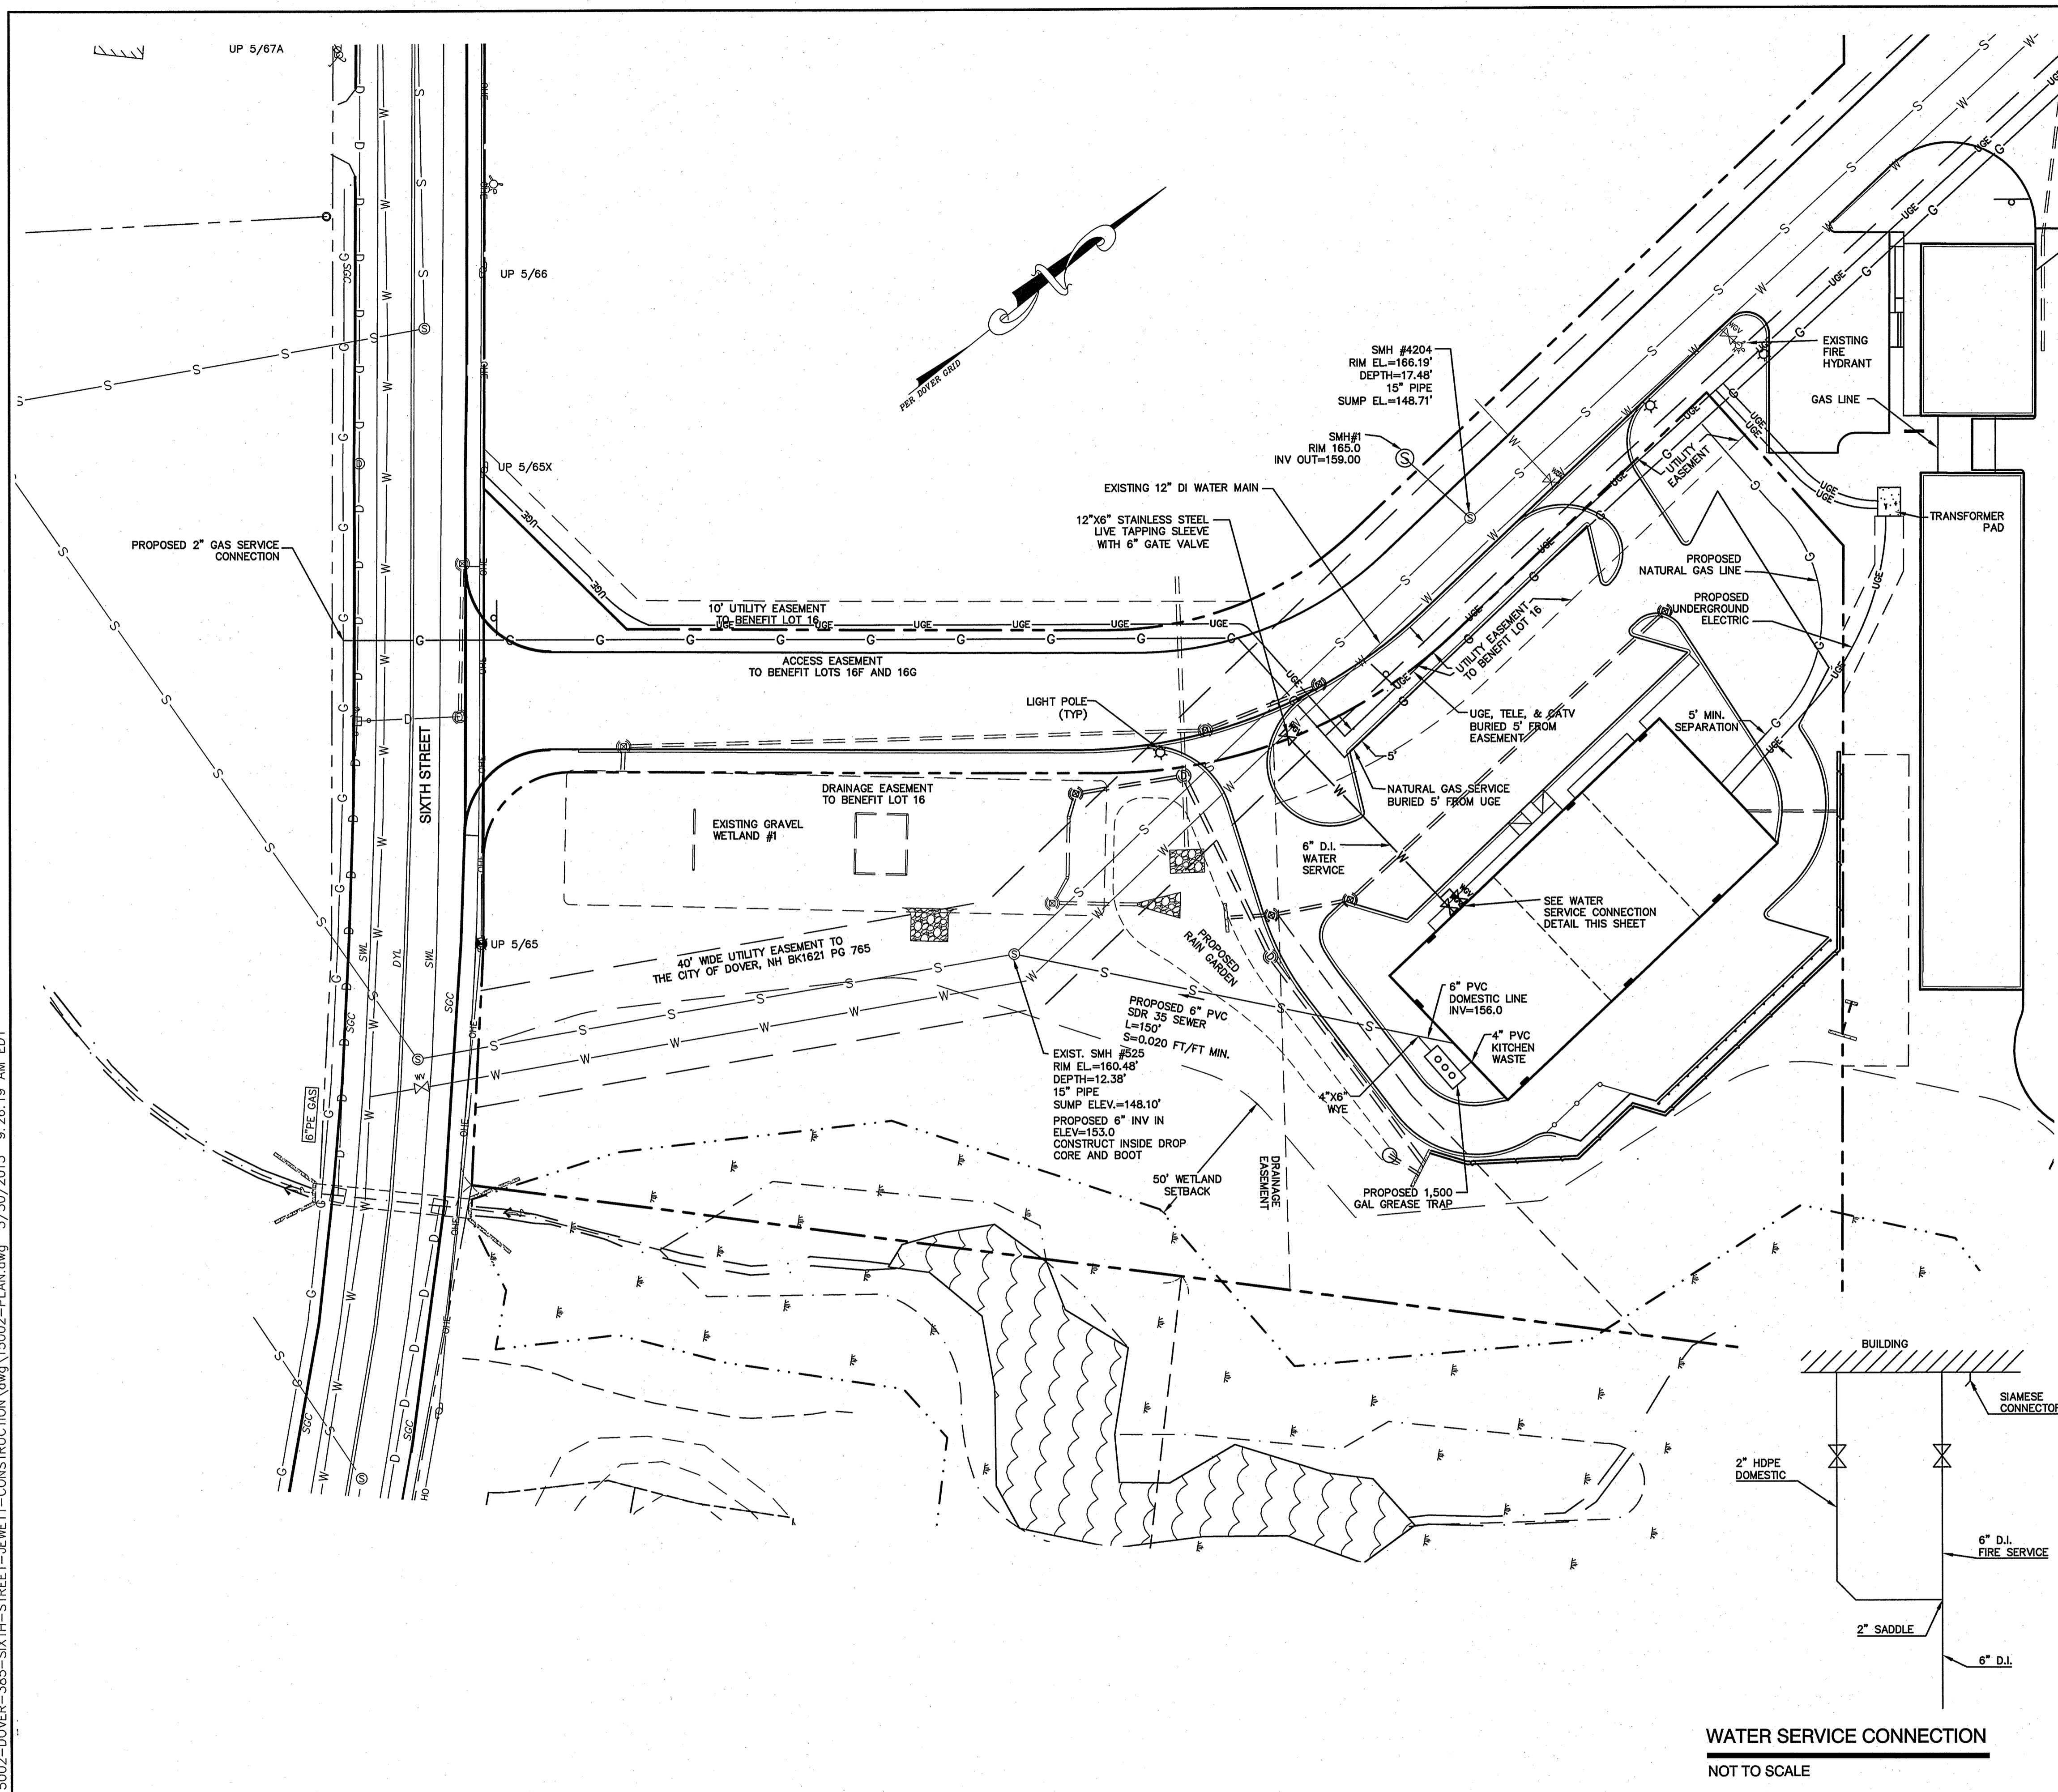 UP 5/67A
UP 5/66
UP 5/65X
PER DOVER GRID
SMH #4204
RIM EL.=166.19'
DEPTH=17.48'
15" PIPE
SUMP EL.=148.71'
SMH#1
RIM 165.0
INV OUT=159.00
EXISTING
FIRE
HYDRANT
GAS LINE
UTILITY
EASEMENT
TRANSFORMER
PAD
EXISTING 12" DI WATER MAIN
12"X6" STAINLESS STEEL
LIVE TAPPING SLEEVE
WITH 6" GATE VALVE
PROPOSED 2" GAS SERVICE
CONNECTION
PROPOSED
NATURAL GAS LINE
PROPOSED
UNDERGROUND
ELECTRIC
10' UTILITY EASEMENT
TO BENEFIT LOT 16
ACCESS EASEMENT
TO BENEFIT LOTS 16F AND 16G
UTILITY EASEMENT
TO BENEFIT LOT 16
LIGHT POLE
(TYP)
UGE, TELE, & CATV
BURIED 5' FROM
EASEMENT
5' MIN.
SEPARATION
5'
NATURAL GAS SERVICE
BURIED 5' FROM UGE
SIXTH STREET
DRAINAGE EASEMENT
TO BENEFIT LOT 16
EXISTING GRAVEL
WETLAND #1
6" D.I.
WATER
SERVICE
SEE WATER
SERVICE CONNECTION
DETAIL THIS SHEET
UP 5/65
40' WIDE UTILITY EASEMENT TO
THE CITY OF DOVER, NH BK1621 PG 765
PROPOSED
RAIN GARDEN
SWL
DYL
SWL
SGC
SGC
SGC
PROPOSED 6" PVC
SDR 35 SEWER
L=150'
S=0.020 FT/FT MIN.
6" PVC
DOMESTIC LINE
INV=156.0
4" PVC
KITCHEN
WASTE
EXIST. SMH #525
RIM EL.=160.48'
DEPTH=12.38'
15" PIPE
SUMP ELEV.=148.10'
PROPOSED 6" INV IN
ELEV=153.0
CONSTRUCT INSIDE DROP
CORE AND BOOT
4"X6"
WYE
6"PE GAS
50' WETLAND
SETBACK
DRAINAGE
EASEMENT
PROPOSED 1,500
GAL GREASE TRAP
SGC
SGC
BUILDING
SIAMESE
CONNECTOR
2" HDPE
DOMESTIC
6" D.I.
FIRE SERVICE
2" SADDLE
6" D.I.
WATER SERVICE CONNECTION
NOT TO SCALE